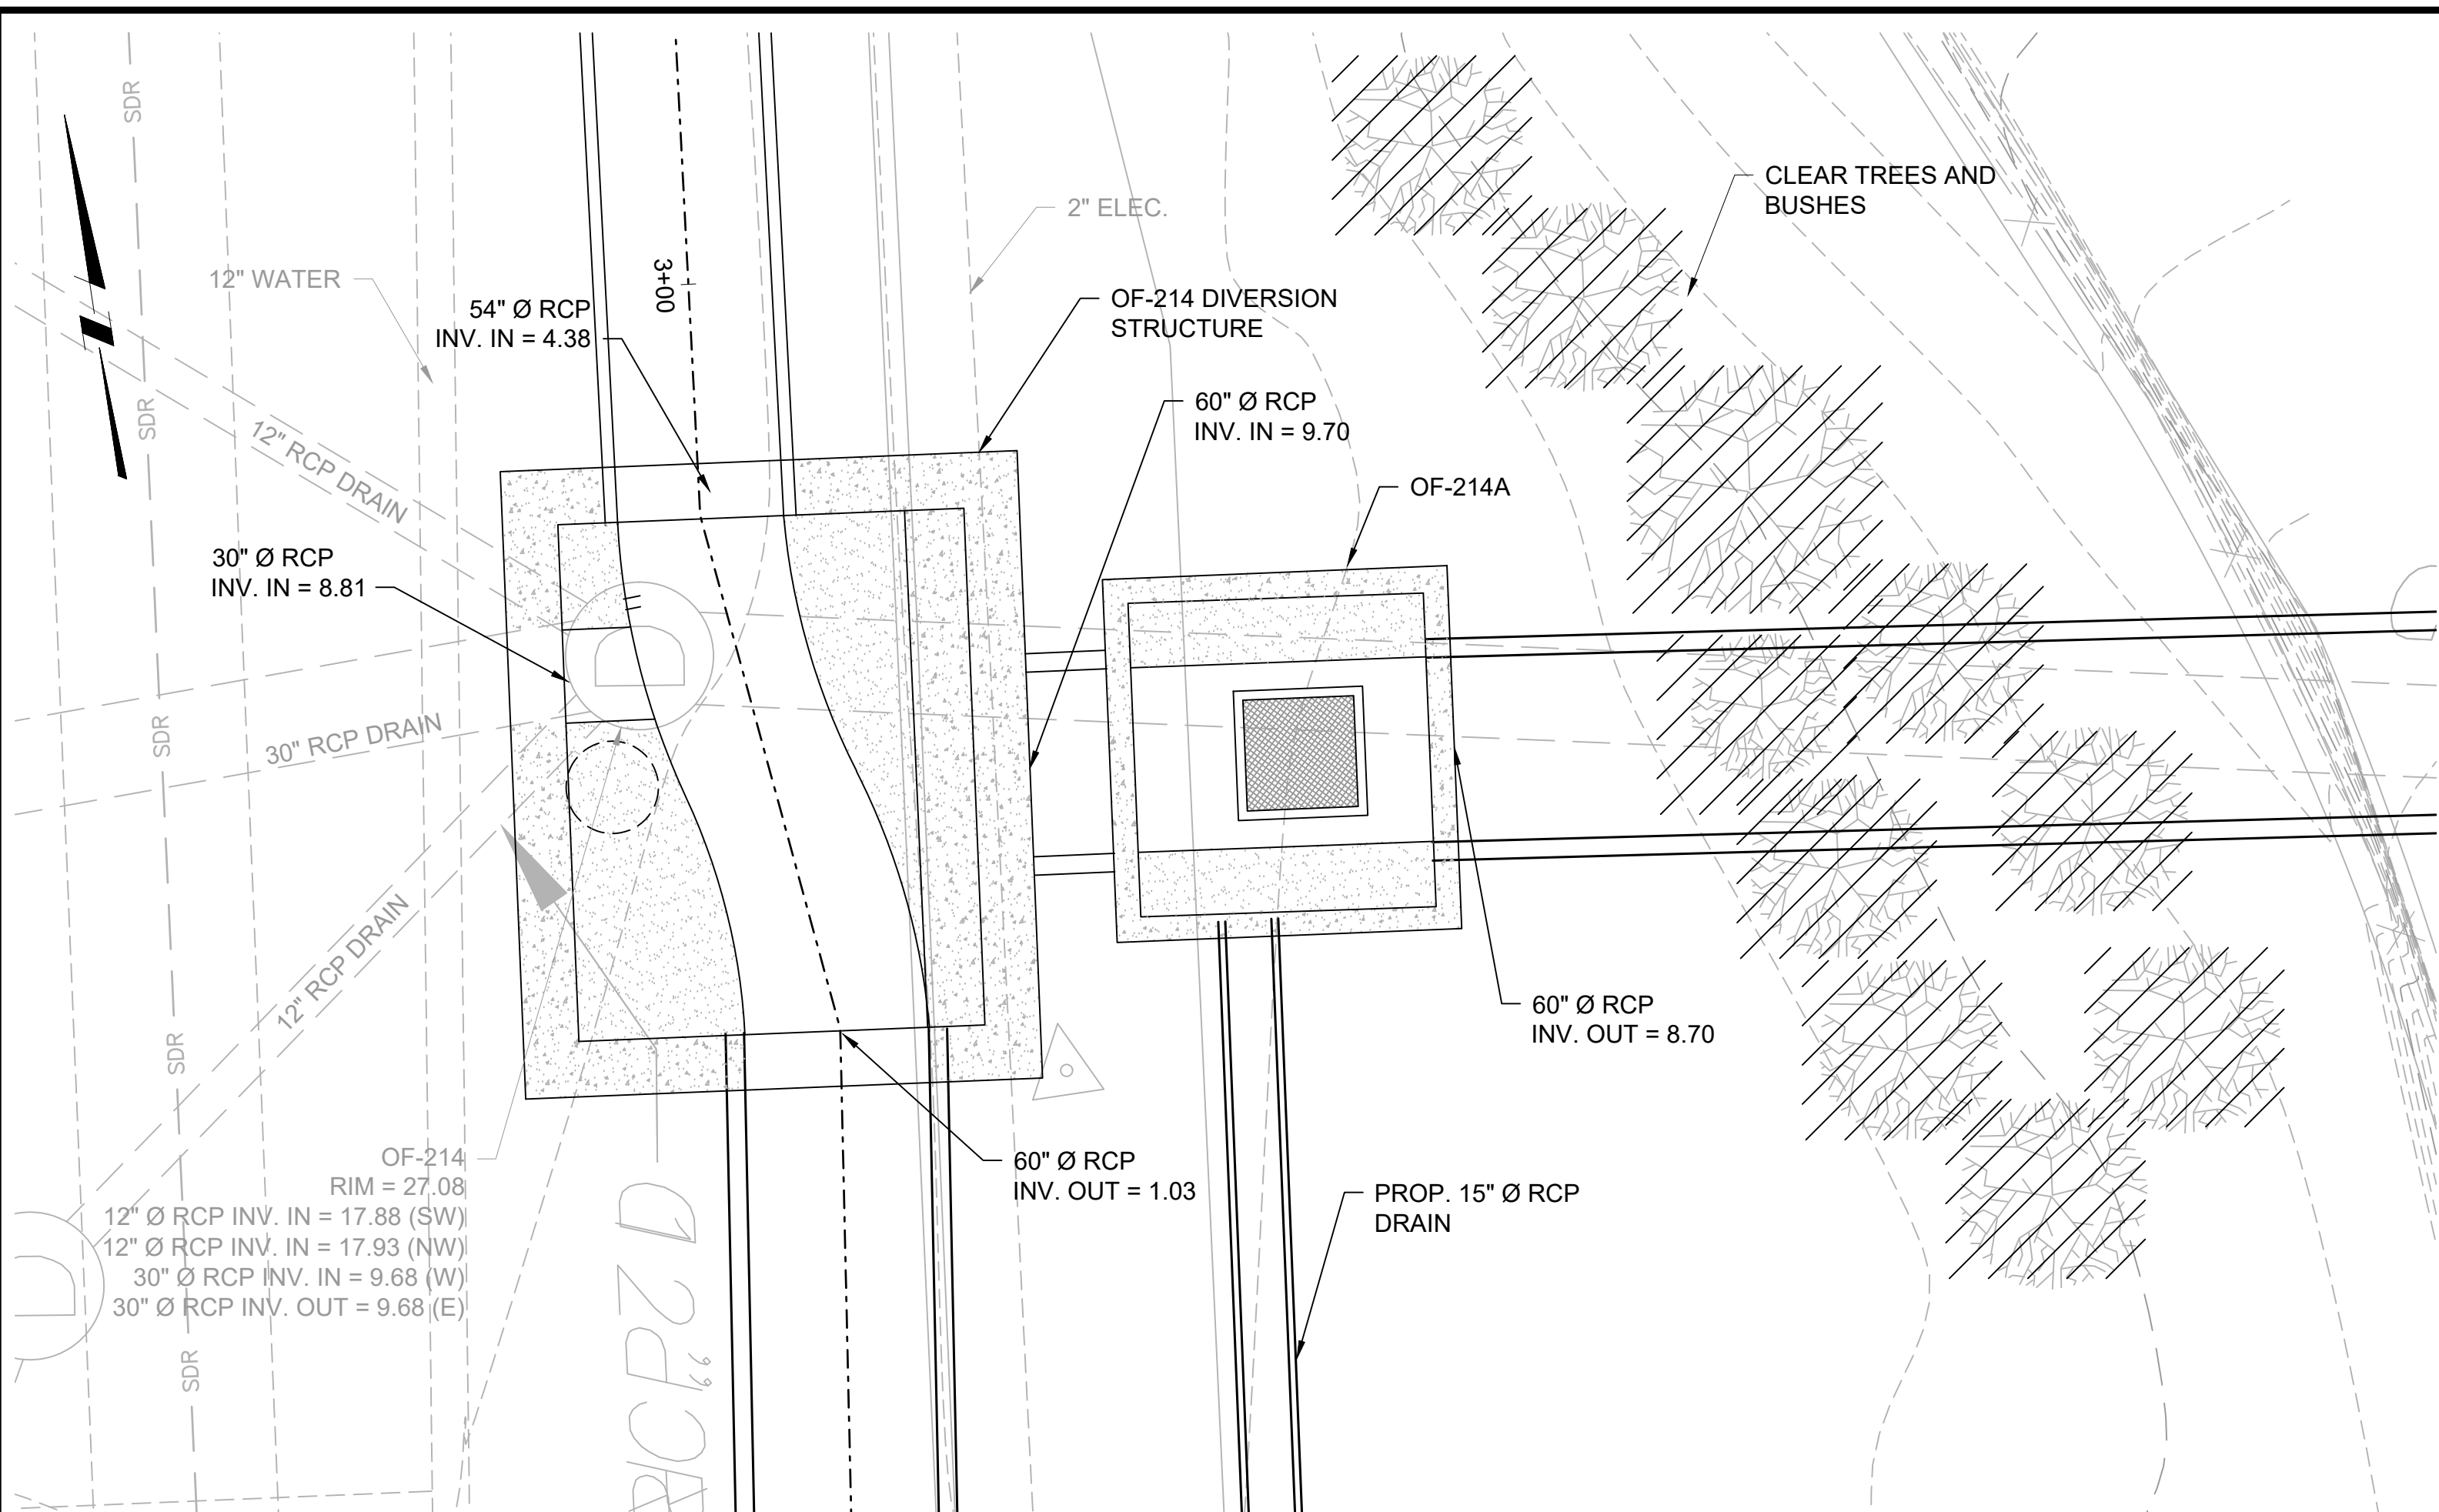 SDR
12" WATER
2" ELEC.
CLEAR TREES AND
BUSHES
3+00
54" Ø RCP
INV. IN = 4.38
OF-214 DIVERSION
STRUCTURE
60" Ø RCP
INV. IN = 9.70
SDR
12" RCP DRAIN
OF-214A
30" Ø RCP
INV. IN = 8.81
D
30" RCP DRAIN
SDR
12" RCP DRAIN
60" Ø RCP
INV. OUT = 8.70
SDR
OF-214
RIM = 27.08
12" Ø RCP INV. IN = 17.88 (SW)
12" Ø RCP INV. IN = 17.93 (NW)
30" Ø RCP INV. IN = 9.68 (W)
30" Ø RCP INV. OUT = 9.68 (E)
60" Ø RCP
INV. OUT = 1.03
PROP. 15" Ø RCP
DRAIN
D
SDR